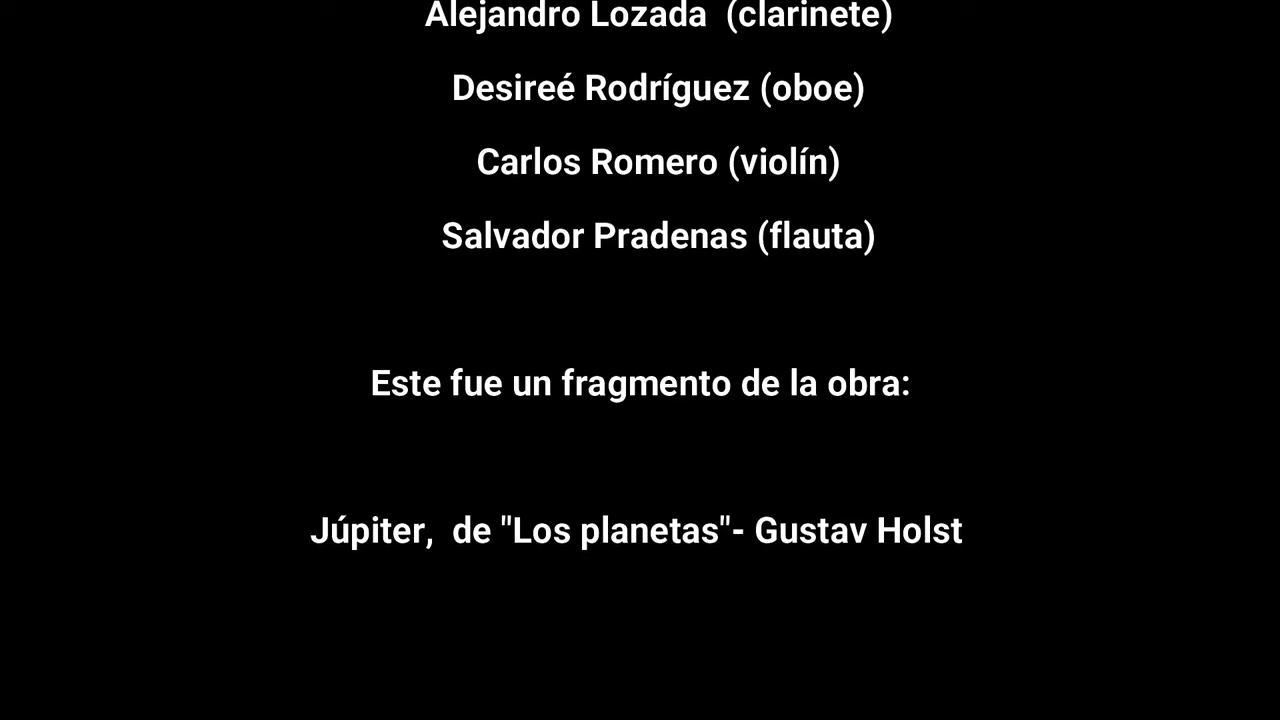 Alejandro Lozada  (clarinete)
Desireé Rodríguez (oboe)
Carlos Romero (violín)
Salvador Pradenas (flauta)
Este fue un fragmento de la obra:
Júpiter,  de "Los planetas"- Gustav Holst